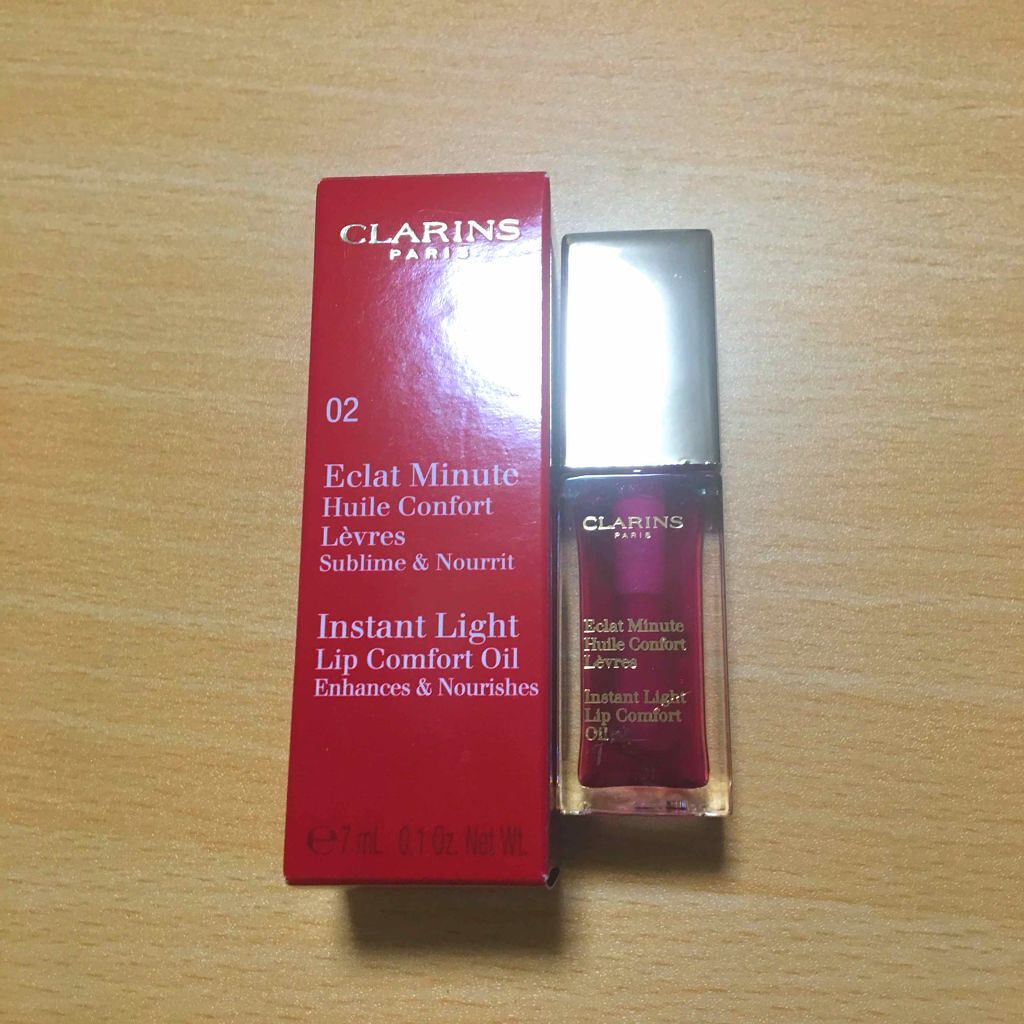 CLARINS
PARIS
02
Eclat Minute
Huile Confort
Lèvres
Sublime & Nourrit
Instant Light
Lip Comfort Oil
Enhances & Nourishes
℮ 7 mL 0.1 Oz. Net Wt.
CLARINS
PARIS
Eclat Minute
Huile Confort
Lèvres
Instant Light
Lip Comfort
Oil